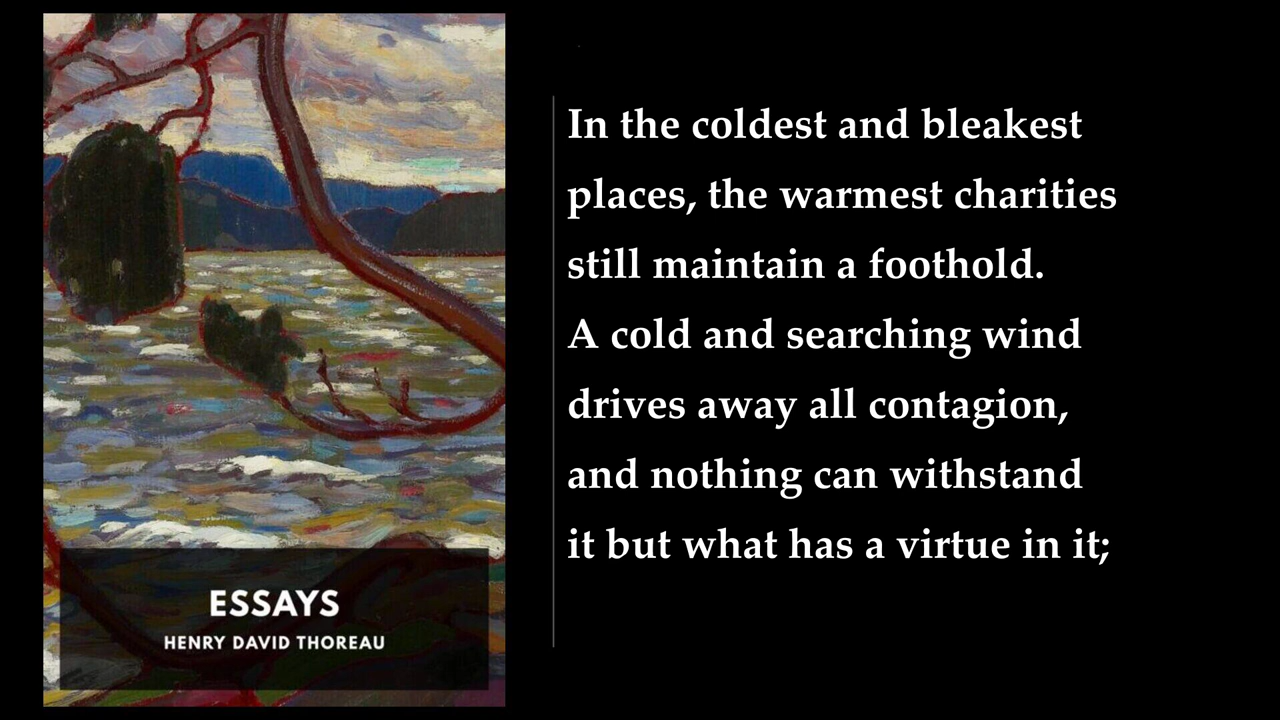 ESSAYS
HENRY DAVID THOREAU
In the coldest and bleakest
places, the warmest charities
still maintain a foothold.
A cold and searching wind
drives away all contagion,
and nothing can withstand
it but what has a virtue in it;